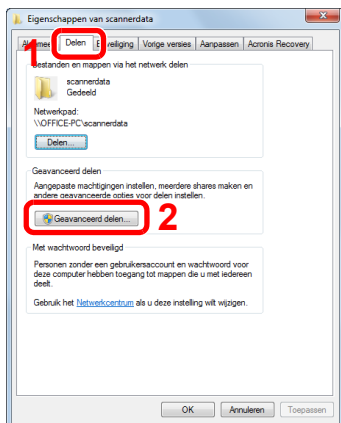 Eigenschappen van scannerdata
Delen
Vorige versies
Aanpassen
Acronis Recovery
1
Bestanden en mappen via het netwerk delen
scannerdata
Gedeeld
Netwerkpad:
\\OFFICE-PC\scannerdata
Delen...
Geavanceerd delen
Aangepaste machtigingen instellen, meerdere shares maken en
andere geavanceerde opties voor delen instellen.
Geavanceerd delen...
2
Met wachtwoord beveiligd
Personen zonder een gebruikersaccount en wachtwoord voor
deze computer hebben toegang tot mappen die u met iedereen
deelt.
Gebruik het Netwerkcentrum als u deze instelling wilt wijzigen.
OK
Annuleren
Toepassen